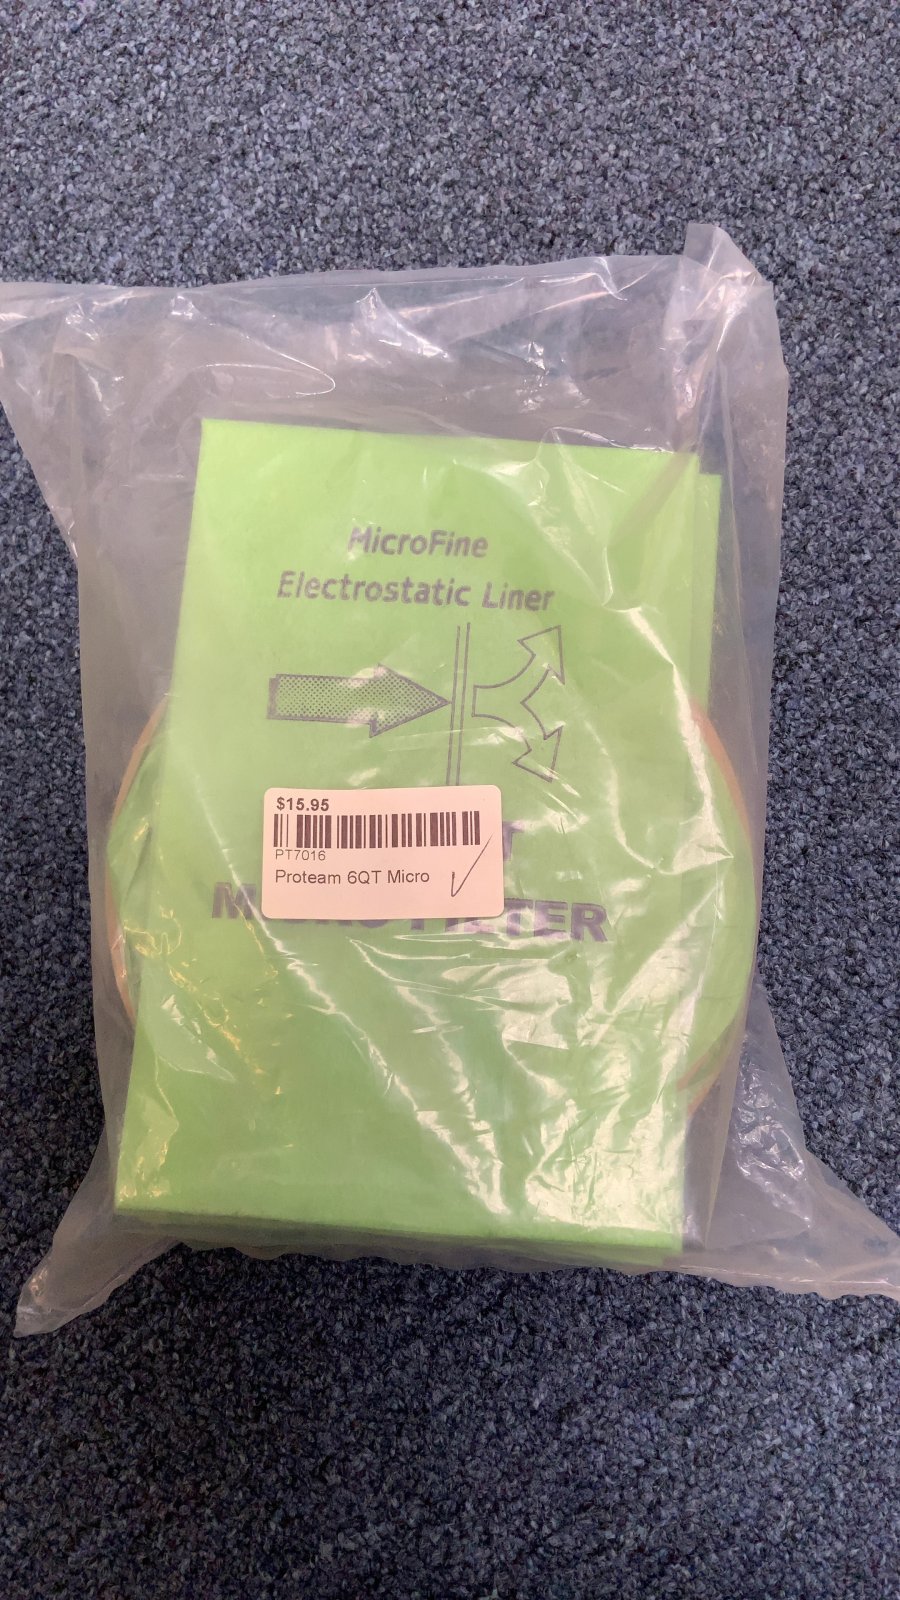 MicroFine
Electrostatic Liner
$15.95
PT7016
Proteam 6QT Micro